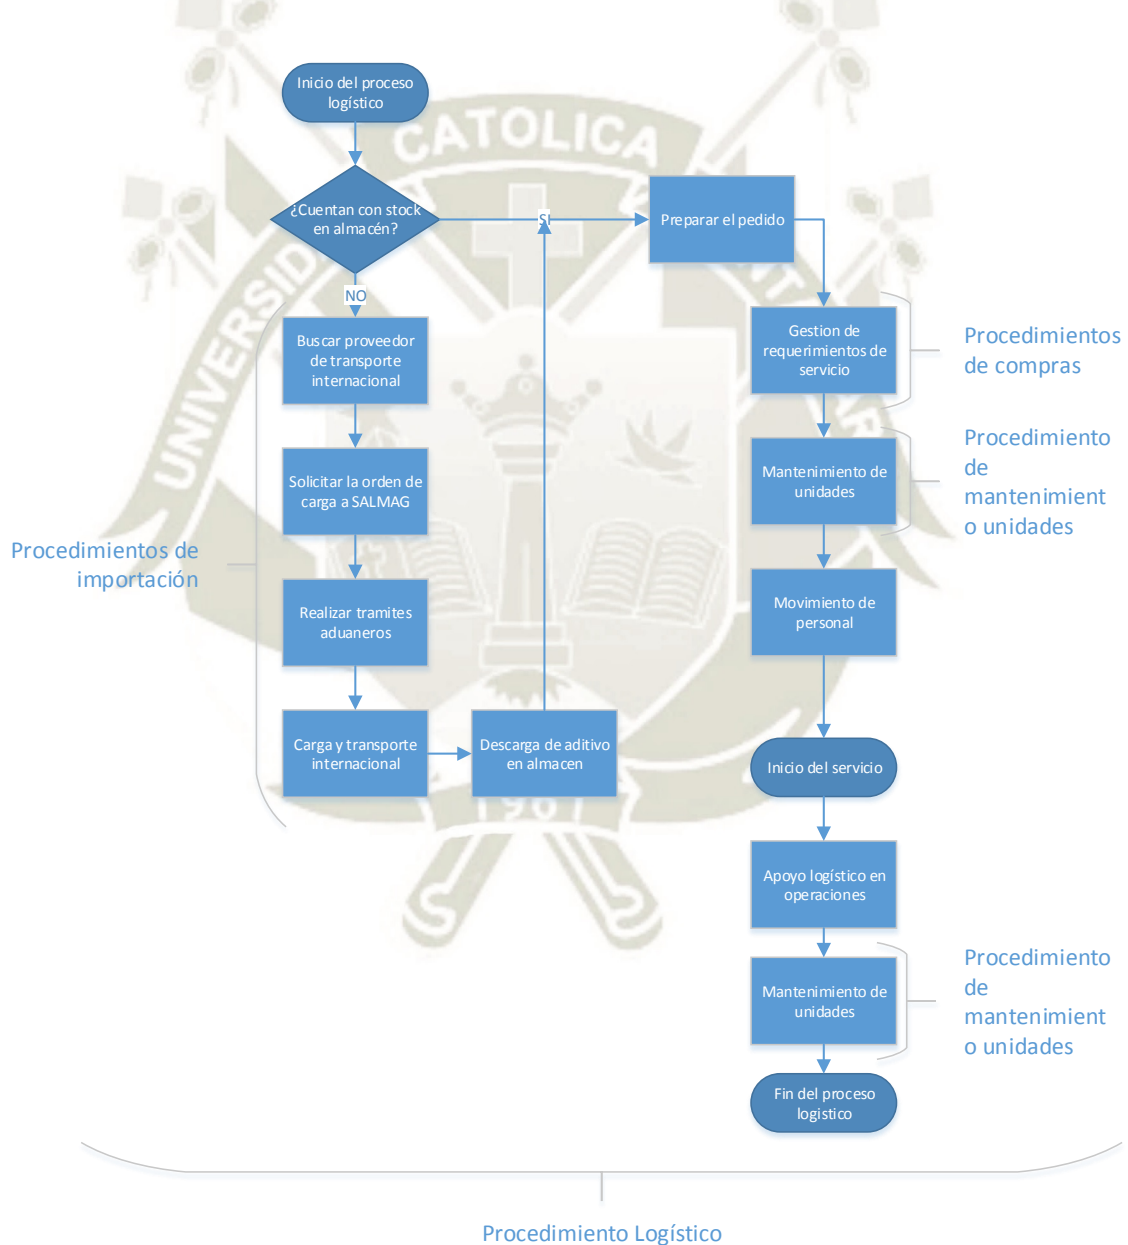 Inicio del proceso
logístico
CATOLICA
¿Cuentan con stock
en almacén?
SI
Preparar el pedido
NO
Buscar proveedor
de transporte
internacional
Gestion de
requerimientos de
servicio
Procedimientos
de compras
Solicitar la orden de
carga a SALMAG
Mantenimiento de
unidades
Procedimiento
de
mantenimient
o unidades
Procedimientos de
importación
Realizar tramites
aduaneros
Movimiento de
personal
Carga y transporte
internacional
Descarga de aditivo
en almacen
Inicio del servicio
Apoyo logístico en
operaciones
Mantenimiento de
unidades
Procedimiento
de
mantenimient
o unidades
Fin del proceso
logistico
Procedimiento Logístico